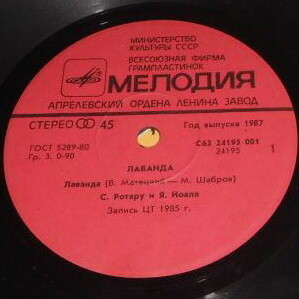 МИНИСТЕРСТВО
КУЛЬТУРЫ СССР
ВСЕСОЮЗНАЯ ФИРМА
ГРАМПЛАСТИНОК
МЕЛОДИЯ
АПРЕЛЕВСКИЙ ОРДЕНА ЛЕНИНА ЗАВОД
СТЕРЕО 45 Год выпуска 1987
ГОСТ 5289-80 С62 24195 001
Гр. 3. 0-90 24195 1
ЛАВАНДА
Лаванда (В. Матецкий — М. Шабров)
С. Ротару и Я. Йоала
Запись ЦТ 1985 г.